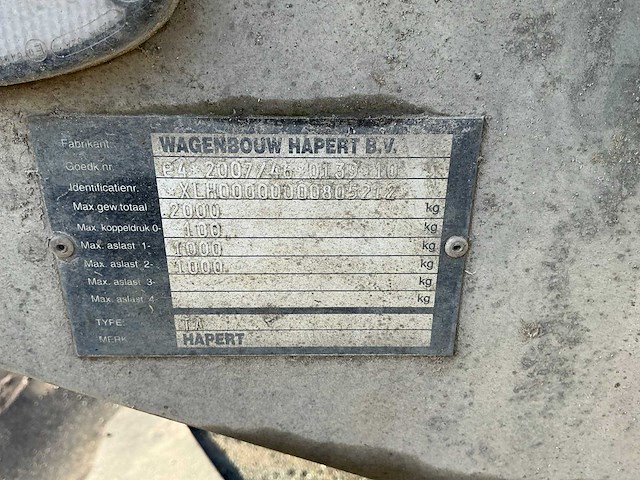 Fabrikant: WAGENBOUW HAPERT B.V.
Goedk.nr. P4 2007/46 0139 10
Identificatienr.
Max.gew.totaal 2000 kg
Max. koppeldruk 0- 100 kg
Max. aslast 1- 1000 kg
Max. aslast 2- 1000 kg
Max. aslast 3- kg
Max. aslast 4- kg
TYPE:
MERK HAPERT